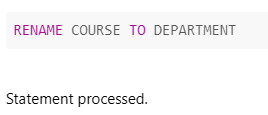 RENAME COURSE TO DEPARTMENT
Statement processed.